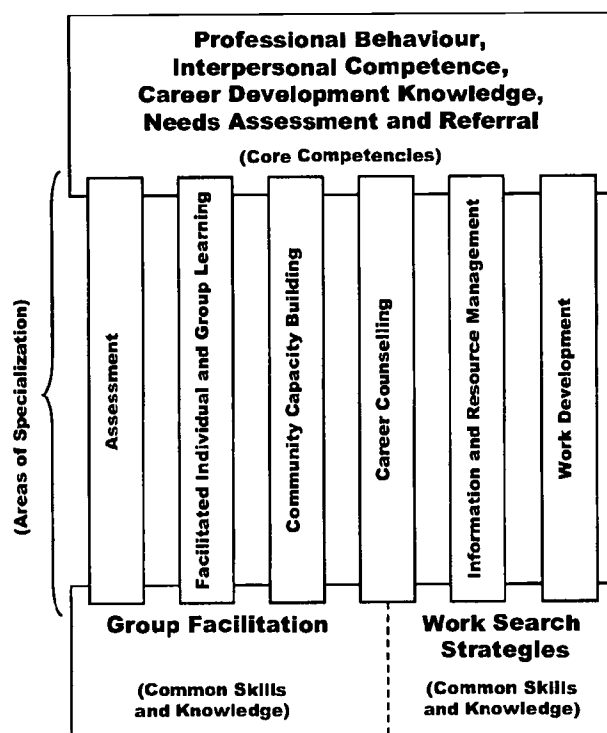 Professional Behaviour,
Interpersonal Competence,
Career Development Knowledge,
Needs Assessment and Referral
(Core Competencies)
(Areas of Specialization)
Assessment
Facilitated Individual and Group Learning
Community Capacity Building
Career Counselling
Information and Resource Management
Work Development
Group Facilitation
(Common Skills
and Knowledge)
Work Search
Strategies
(Common Skills
and Knowledge)